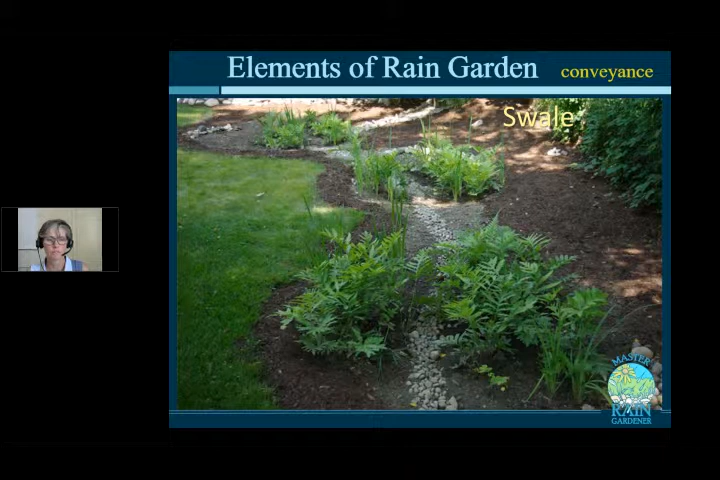 Elements of Rain Garden conveyance
Swale
MASTER
RAIN
GARDENER